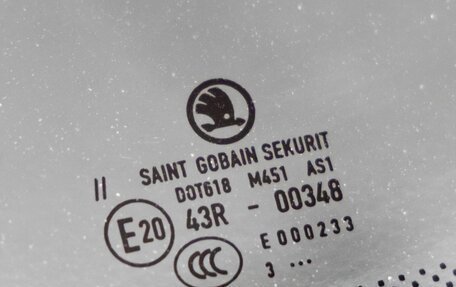 II SAINT GOBAIN SEKURIT
DOT618 M451 AS1
E20 43R - 00348
CCC E 000233
3 ...